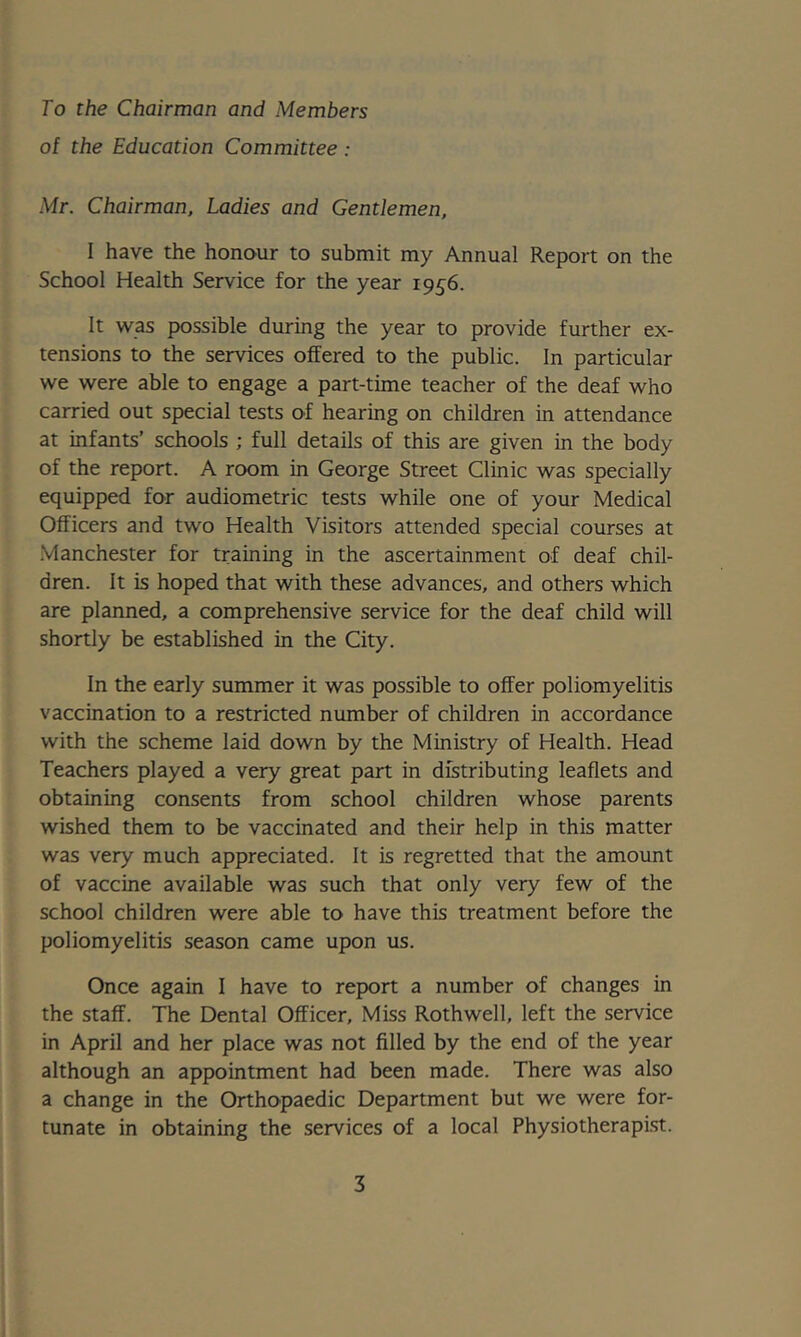 To the Chairman and Members
of the Education Committee :
Mr. Chairman, Ladies and Gentlemen,
I have the honour to submit my Annual Report on the
School Health Service for the year 1956.
It was possible during the year to provide further ex-
tensions to the services offered to the public. In particular
we were able to engage a part-time teacher of the deaf who
carried out special tests of hearing on children in attendance
at infants' schools ; full details of this are given in the body
of the report. A room in George Street Clinic was specially
equipped for audiometric tests while one of your Medical
Officers and two Health Visitors attended special courses at
Manchester for training in the ascertainment of deaf chil-
dren. It is hoped that with these advances, and others which
are planned, a comprehensive service for the deaf child will
shortly be established in the City.
In the early summer it was possible to offer poliomyelitis
vaccination to a restricted number of children in accordance
with the scheme laid down by the Ministry of Health. Head
Teachers played a very great part in distributing leaflets and
obtaining consents from school children whose parents
wished them to be vaccinated and their help in this matter
was very much appreciated. It is regretted that the amount
of vaccine available was such that only very few of the
school children were able to have this treatment before the
poliomyelitis season came upon us.
Once again I have to report a number of changes in
the staff. The Dental Officer, Miss Rothwell, left the service
in April and her place was not filled by the end of the year
although an appointment had been made. There was also
a change in the Orthopaedic Department but we were for-
tunate in obtaining the services of a local Physiotherapist.
3